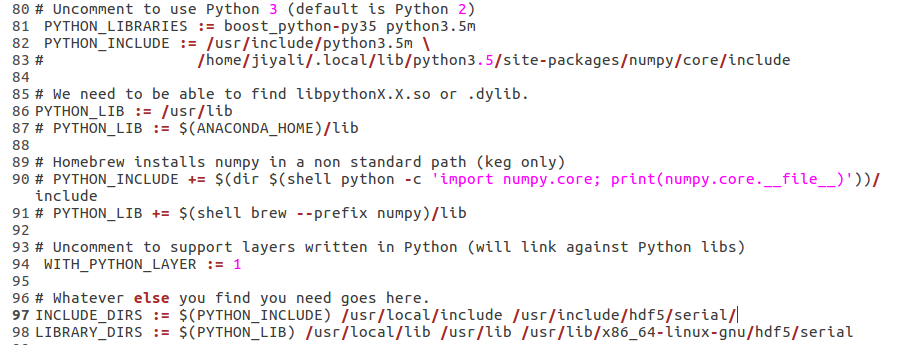 80 # Uncomment to use Python 3 (default is Python 2)
81  PYTHON_LIBRARIES := boost_python-py35 python3.5m
82  PYTHON_INCLUDE := /usr/include/python3.5m \
83 #                 /home/jiyali/.local/lib/python3.5/site-packages/numpy/core/include
84
85 # We need to be able to find libpythonX.X.so or .dylib.
86 PYTHON_LIB := /usr/lib
87 # PYTHON_LIB := $(ANACONDA_HOME)/lib
88
89 # Homebrew installs numpy in a non standard path (keg only)
90 # PYTHON_INCLUDE += $(dir $(shell python -c 'import numpy.core; print(numpy.core.__file__)'))/
include
91 # PYTHON_LIB += $(shell brew --prefix numpy)/lib
92
93 # Uncomment to support layers written in Python (will link against Python libs)
94  WITH_PYTHON_LAYER := 1
95
96 # Whatever else you find you need goes here.
97 INCLUDE_DIRS := $(PYTHON_INCLUDE) /usr/local/include /usr/include/hdf5/serial/
98 LIBRARY_DIRS := $(PYTHON_LIB) /usr/local/lib /usr/lib /usr/lib/x86_64-linux-gnu/hdf5/serial